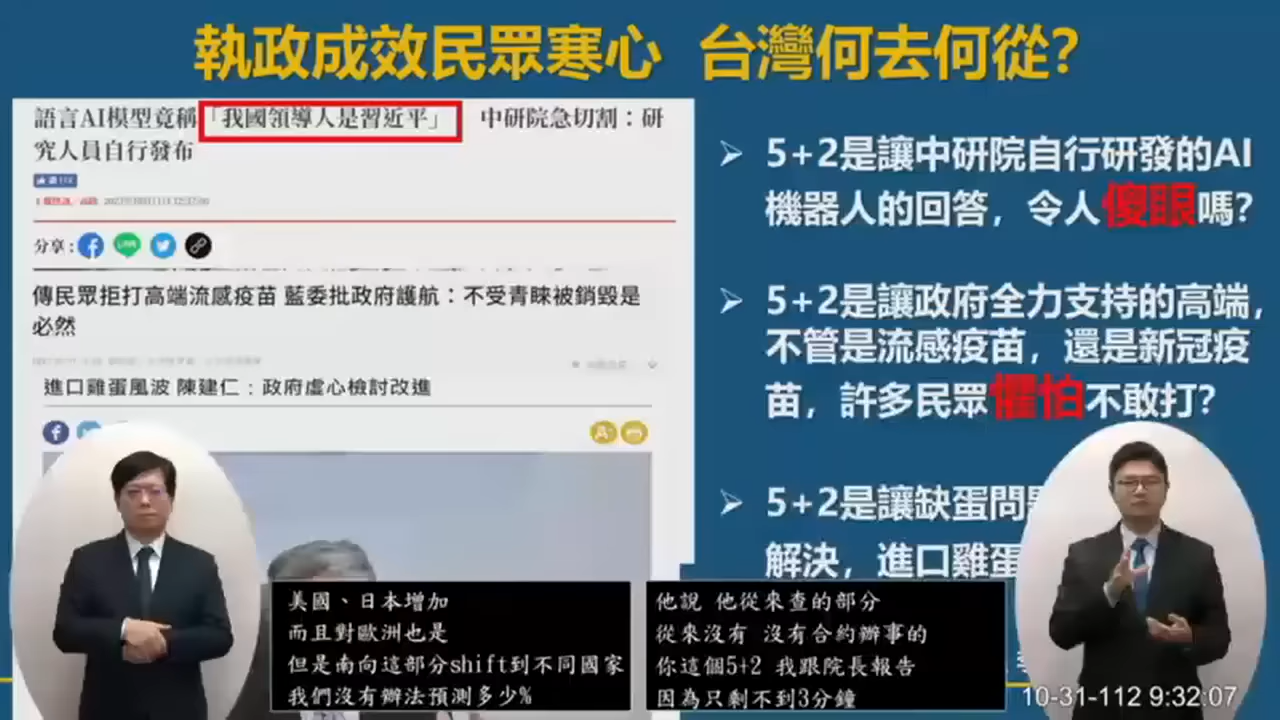 執政成效民眾寒心 台灣何去何從?
語言AI模型竟稱「我國領導人是習近平」 中研院急切割：研
究人員自行發布
分享：
LINE
傳民眾拒打高端流感疫苗 藍委批政府護航：不受青睞被銷毀是
必然
進口雞蛋風波 陳建仁：政府虛心檢討改進
➢ 5+2是讓中研院自行研發的AI
機器人的回答，令人傻眼嗎?
➢ 5+2是讓政府全力支持的高端，
不管是流感疫苗，還是新冠疫
苗，許多民眾懼怕不敢打?
➢ 5+2是讓缺蛋問
解決，進口雞蛋
美國、日本增加
而且對歐洲也是
但是南向這部分shift到不同國家
我們沒有辦法預測多少%
他說 他從來查的部分
從來沒有 沒有合約辦事的
你這個5+2 我跟院長報告
因為只剩不到3分鐘
10-31-112 9:32:07